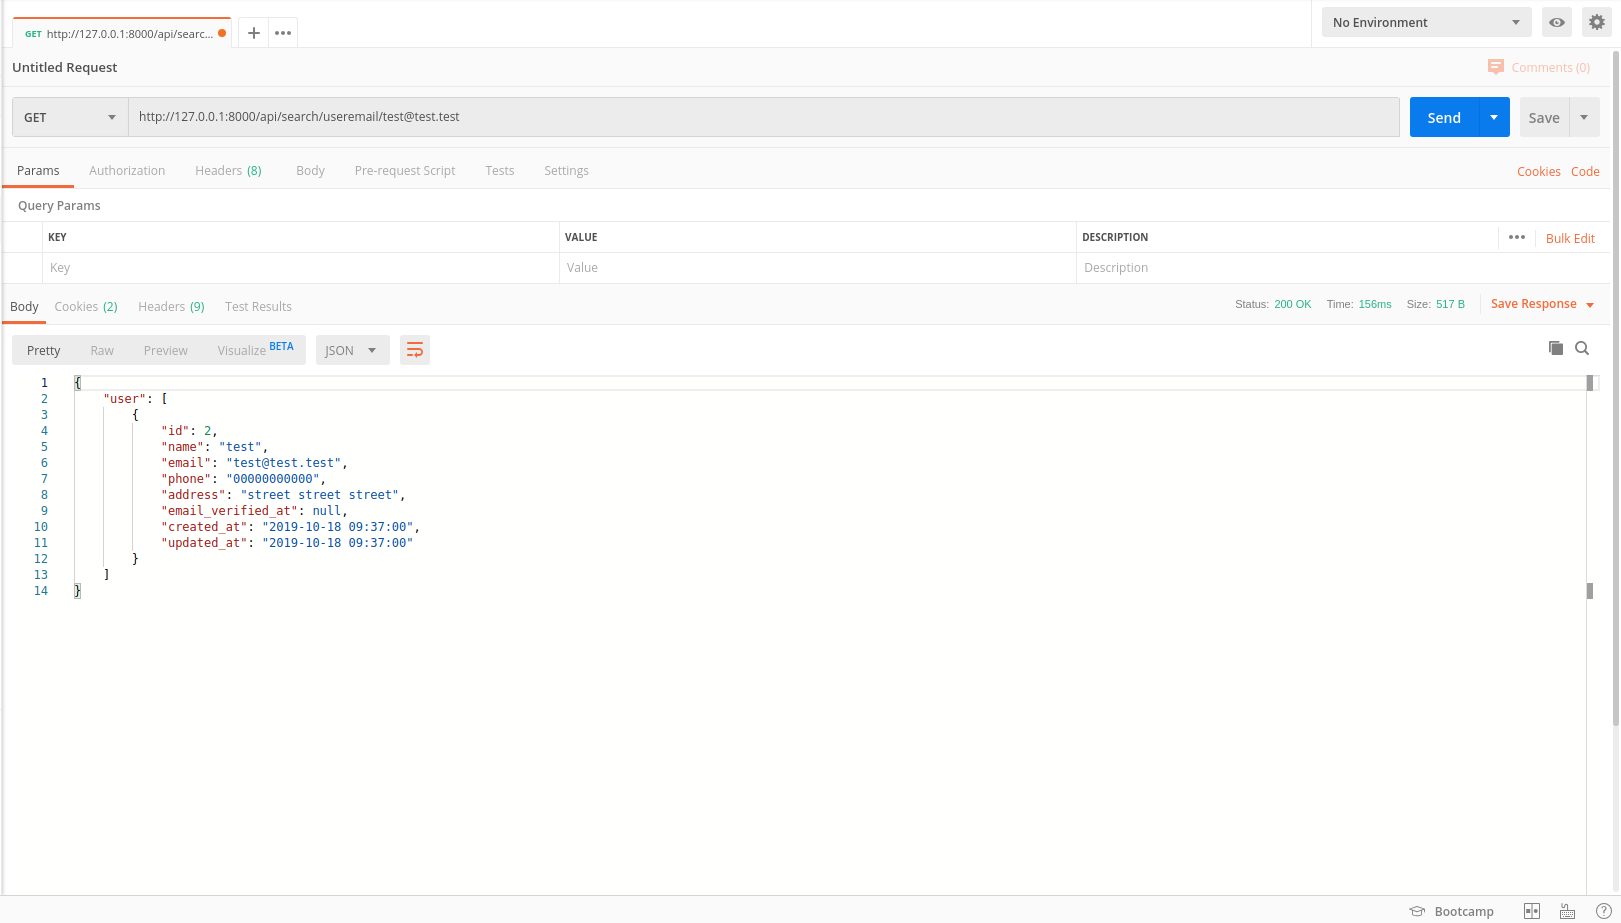 GET http://127.0.0.1:8000/api/searc...
No Environment
Untitled Request
Comments (0)
GET
http://127.0.0.1:8000/api/search/useremail/test@test.test
Send
Save
Params Authorization Headers (8) Body Pre-request Script Tests Settings
Cookies Code
Query Params
KEY VALUE DESCRIPTION
Bulk Edit
Key Value Description
Body Cookies (2) Headers (9) Test Results
Status: 200 OK Time: 156ms Size: 517 B Save Response
Pretty Raw Preview Visualize BETA JSON
1 {
2 "user": [
3 {
4 "id": 2,
5 "name": "test",
6 "email": "test@test.test",
7 "phone": "00000000000",
8 "address": "street street street",
9 "email_verified_at": null,
10 "created_at": "2019-10-18 09:37:00",
11 "updated_at": "2019-10-18 09:37:00"
12 }
13 ]
14 }
Bootcamp